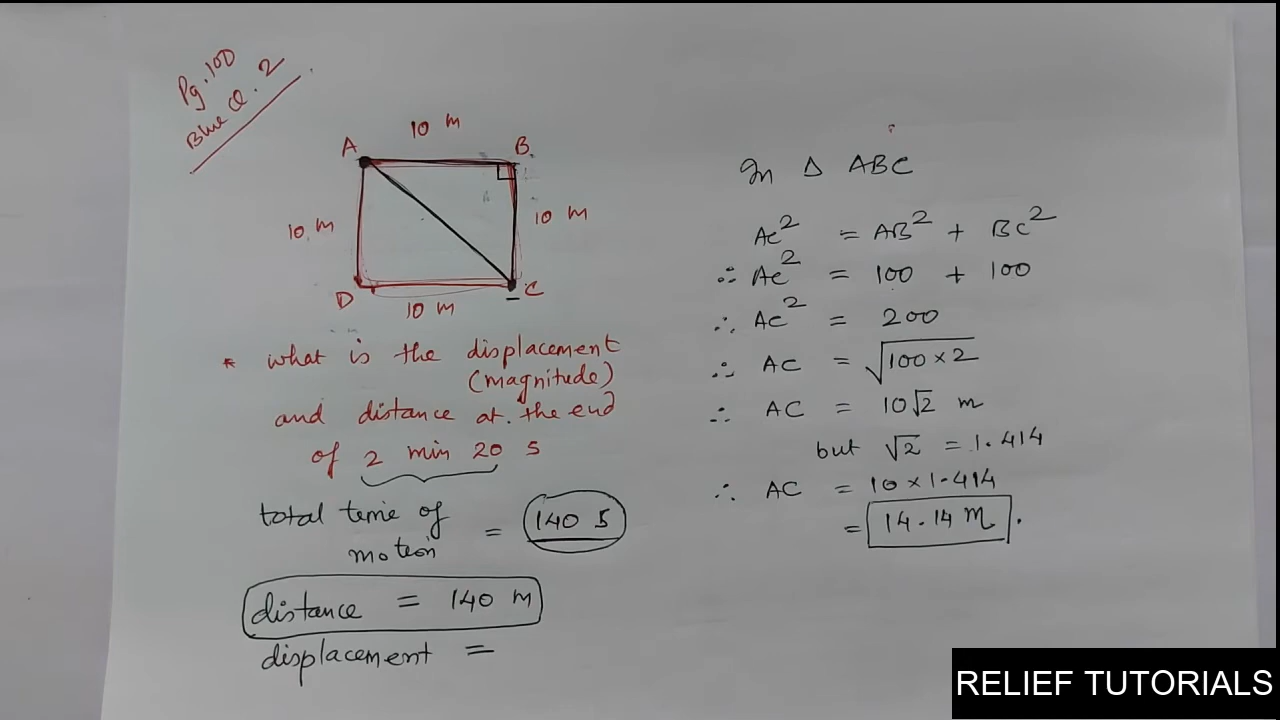 Pg. 100
Blue Q. 2
A
10 m
B
10 m
10 m
D
10 m
C
* what is the displacement
(magnitude)
and distance at. the end
of 2 min 20 s
total time of
motion = 140 s
distance = 140 m
displacement =
In Δ ABC
AC² = AB² + BC²
∴ AC² = 100 + 100
∴ AC² = 200
∴ AC = √100 × 2
∴ AC = 10√2 m
but √2 = 1.414
∴ AC = 10 × 1.414
= 14.14 m.
RELIEF TUTORIALS